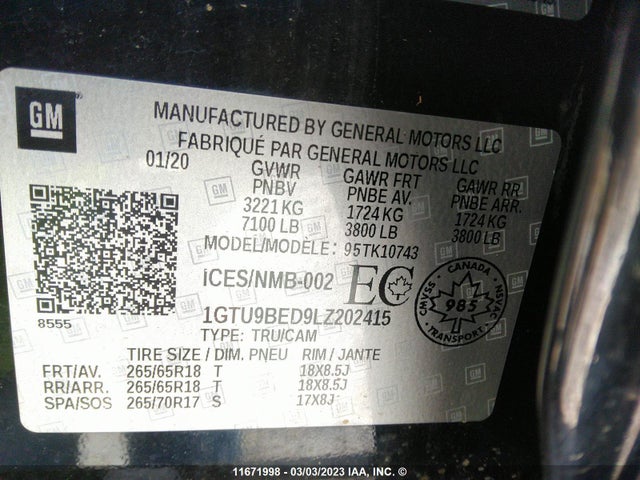 GM
MANUFACTURED BY GENERAL MOTORS LLC
FABRIQUÉ PAR GENERAL MOTORS LLC
01/20
GVWR GAWR FRT GAWR RR
PNBV PNBE AV. PNBE ARR.
3221 KG 1724 KG 1724 KG
7100 LB 3800 LB 3800 LB
MODEL/MODÈLE: 95TK10743
ICES/NMB-002 EC
CANADA
CMVSS 985 NSVAC
TRANSPORT
8555
1GTU9BED9LZ202415
TYPE: TRU/CAM
TIRE SIZE / DIM. PNEU RIM / JANTE
FRT/AV. 265/65R18 T 18X8.5J
RR/ARR. 265/65R18 T 18X8.5J
SPA/SOS 265/70R17 S 17X8J
11671998 - 03/03/2023 IAA, INC. ©